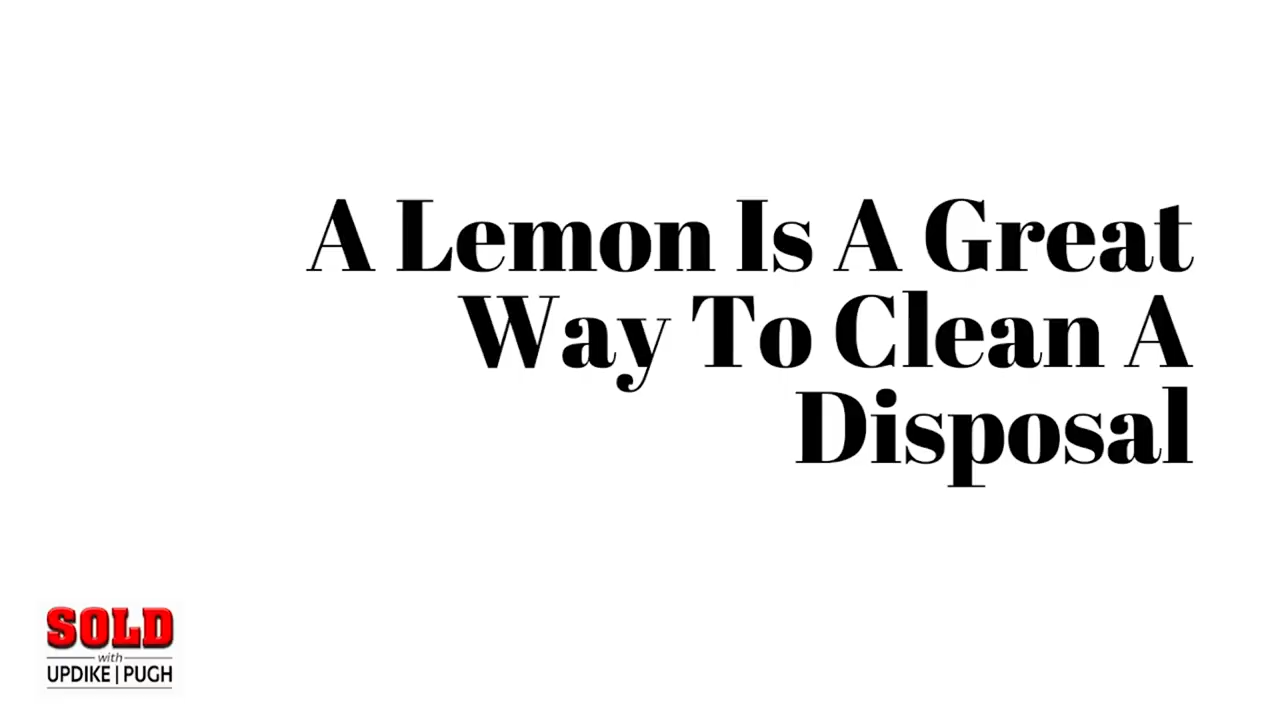 A Lemon Is A Great
Way To Clean A
Disposal
SOLD
with
UPDIKE | PUGH